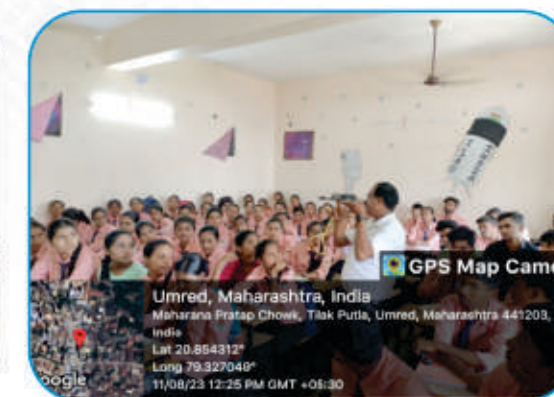 GPS Map Came
Umred, Maharashtra, India
Maharana Pratap Chowk, Tilak Putla, Umred, Maharashtra 441203,
India
Lat 20.854312°
Long 79.327049°
11/08/23 12:25 PM GMT +05:30
oogle